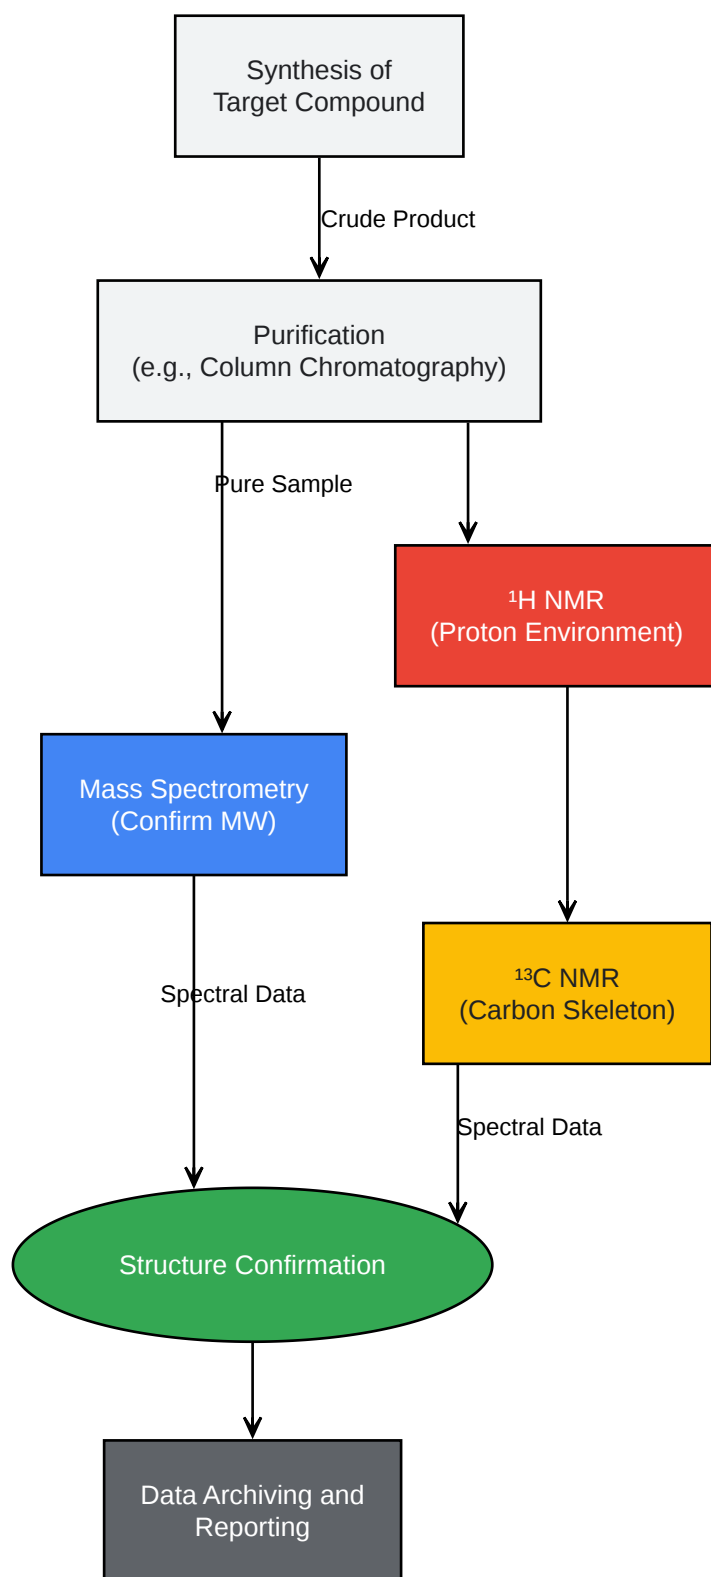 Synthesis of
Target Compound
Crude Product
Purification
(e.g., Column Chromatography)
Pure Sample
¹H NMR
(Proton Environment)
Mass Spectrometry
(Confirm MW)
¹³C NMR
(Carbon Skeleton)
Spectral Data
Spectral Data
Structure Confirmation
Data Archiving and
Reporting